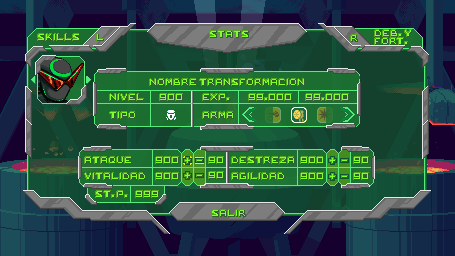 SKILLS L STATS R DEB. Y FORT.
NOMBRE TRANSFORMACION
NIVEL 900 EXP. 99.000 99.000
TIPO ARMA
ATAQUE 900 + = 90 DESTREZA 900 + - 90
VITALIDAD 900 + - 90 AGILIDAD 900 + - 90
ST.P. 999
SALIR